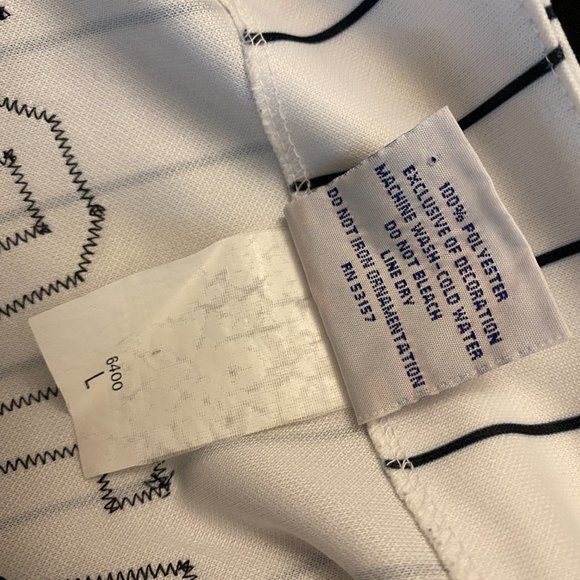 100% POLYESTER
EXCLUSIVE OF DECORATION
MACHINE WASH - COLD WATER
DO NOT BLEACH
LINE DRY
DO NOT IRON ORNAMENTATION
RN 53157
6400
L